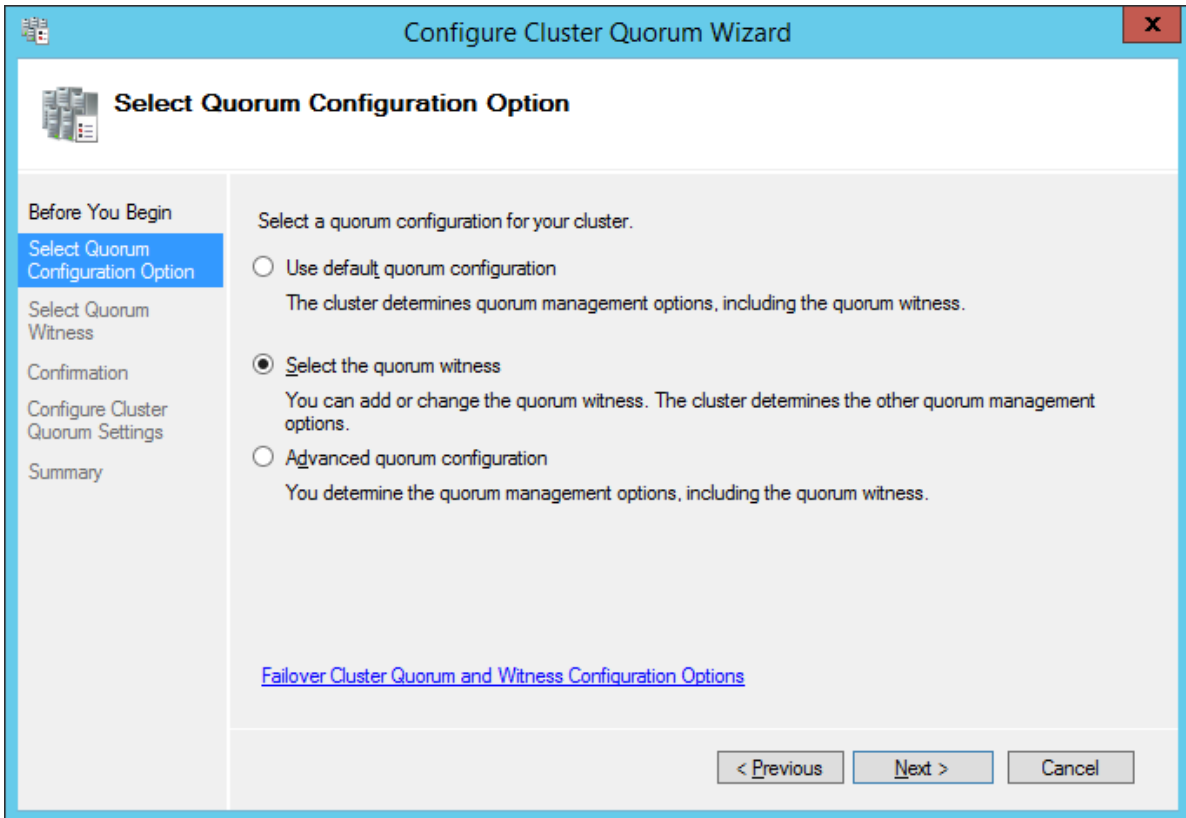 Configure Cluster Quorum Wizard
x
Select Quorum Configuration Option
Before You Begin
Select Quorum
Configuration Option
Select Quorum
Witness
Confirmation
Configure Cluster
Quorum Settings
Summary
Select a quorum configuration for your cluster.
Use default quorum configuration
The cluster determines quorum management options, including the quorum witness.
Select the quorum witness
You can add or change the quorum witness. The cluster determines the other quorum management
options.
Advanced quorum configuration
You determine the quorum management options, including the quorum witness.
Failover Cluster Quorum and Witness Configuration Options
< Previous
Next >
Cancel